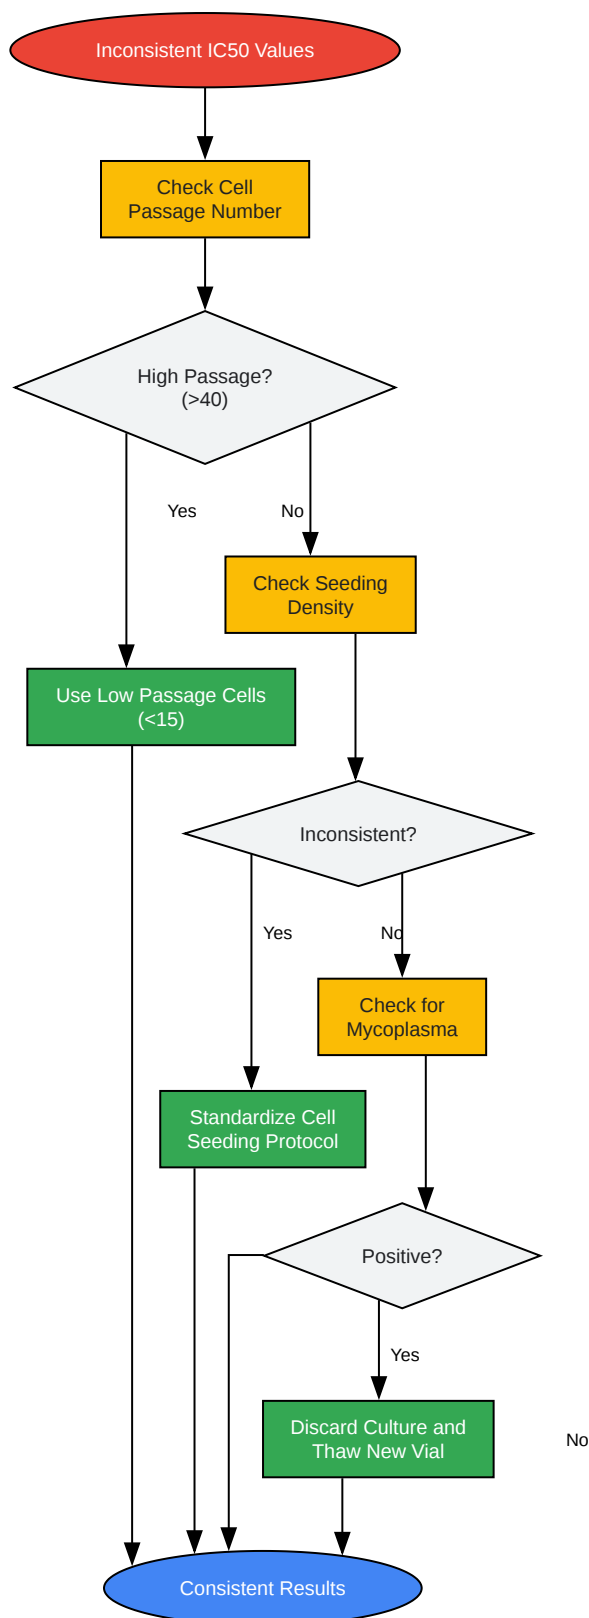 Inconsistent IC50 Values
Check Cell
Passage Number
High Passage?
(>40)
Yes
No
Check Seeding
Density
Use Low Passage Cells
(<15)
Inconsistent?
Yes
No
Check for
Mycoplasma
Standardize Cell
Seeding Protocol
Positive?
Yes
Discard Culture and
Thaw New Vial
No
Consistent Results